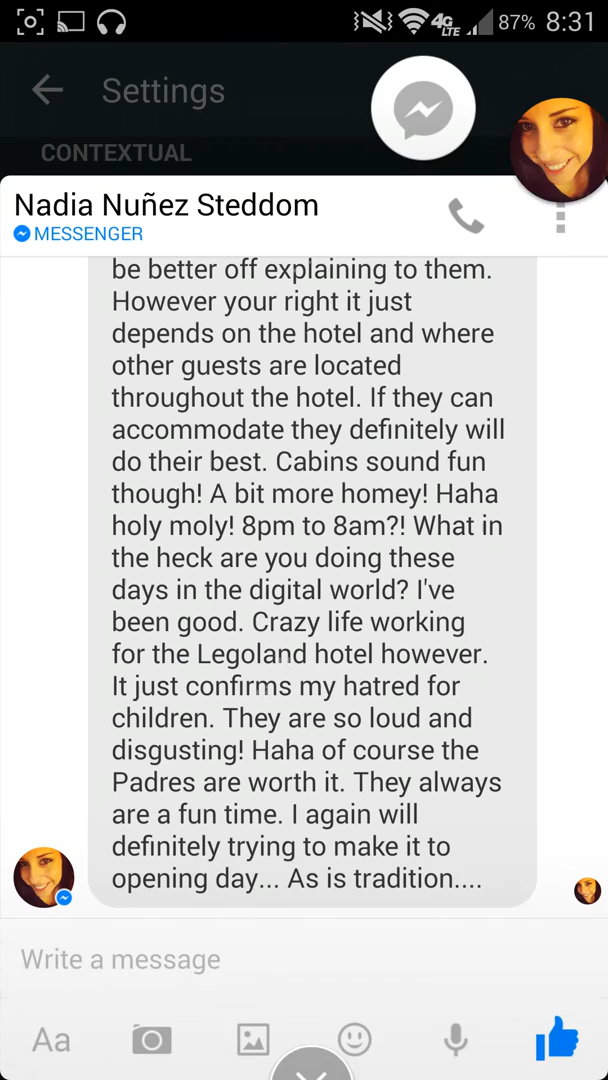 4G
LTE
87%
8:31
Settings
CONTEXTUAL
Nadia Nuñez Steddom
MESSENGER
be better off explaining to them.
However your right it just
depends on the hotel and where
other guests are located
throughout the hotel. If they can
accommodate they definitely will
do their best. Cabins sound fun
though! A bit more homey! Haha
holy moly! 8pm to 8am?! What in
the heck are you doing these
days in the digital world? I've
been good. Crazy life working
for the Legoland hotel however.
It just confirms my hatred for
children. They are so loud and
disgusting! Haha of course the
Padres are worth it. They always
are a fun time. I again will
definitely trying to make it to
opening day... As is tradition....
Write a message
Aa